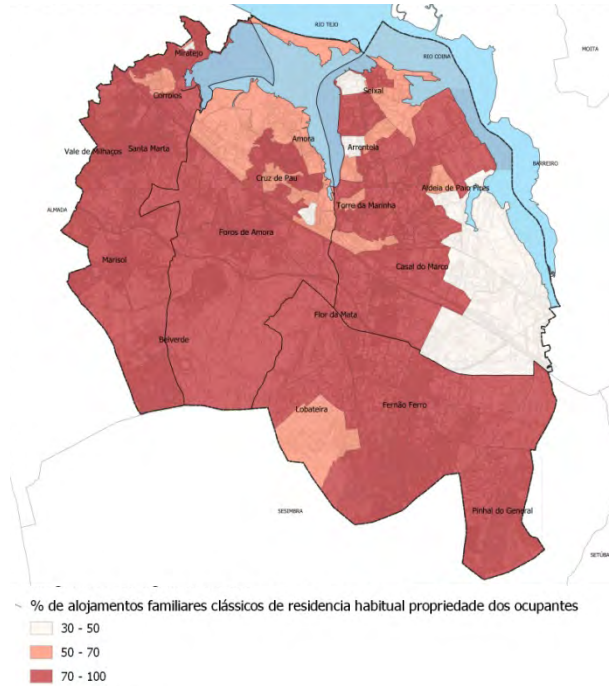 RIO TEJO
MOITA
RIO COINA
Miratejo
Seixal
Corroios
Amora
Arrentela
Vale de Milhaços
Santa Marta
BARREIRO
Cruz de Pau
Aldeia de Paio Pires
ALMADA
Torre da Marinha
Foros de Amora
Marisol
Casal do Marco
Flor da Mata
Belverde
Lobateira
Fernão Ferro
SESIMBRA
Pinhal do General
SETÚBA
% de alojamentos familiares clássicos de residencia habitual propriedade dos ocupantes
30 - 50
50 - 70
70 - 100